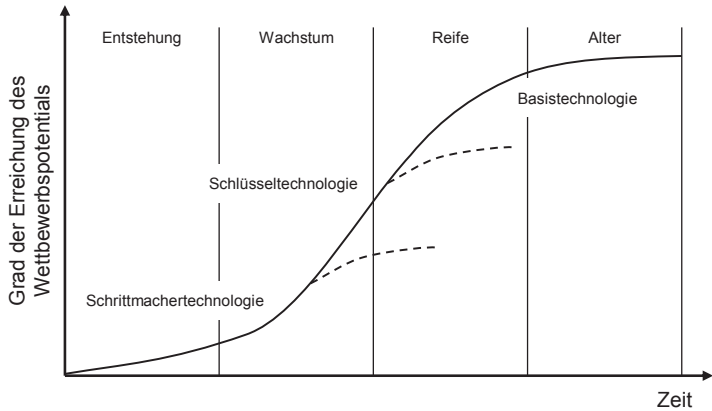 Entstehung
Wachstum
Reife
Alter
Basistechnologie
Schlüsseltechnologie
Schrittmachertechnologie
Grad der Erreichung des
Wettbewerbspotentials
Zeit